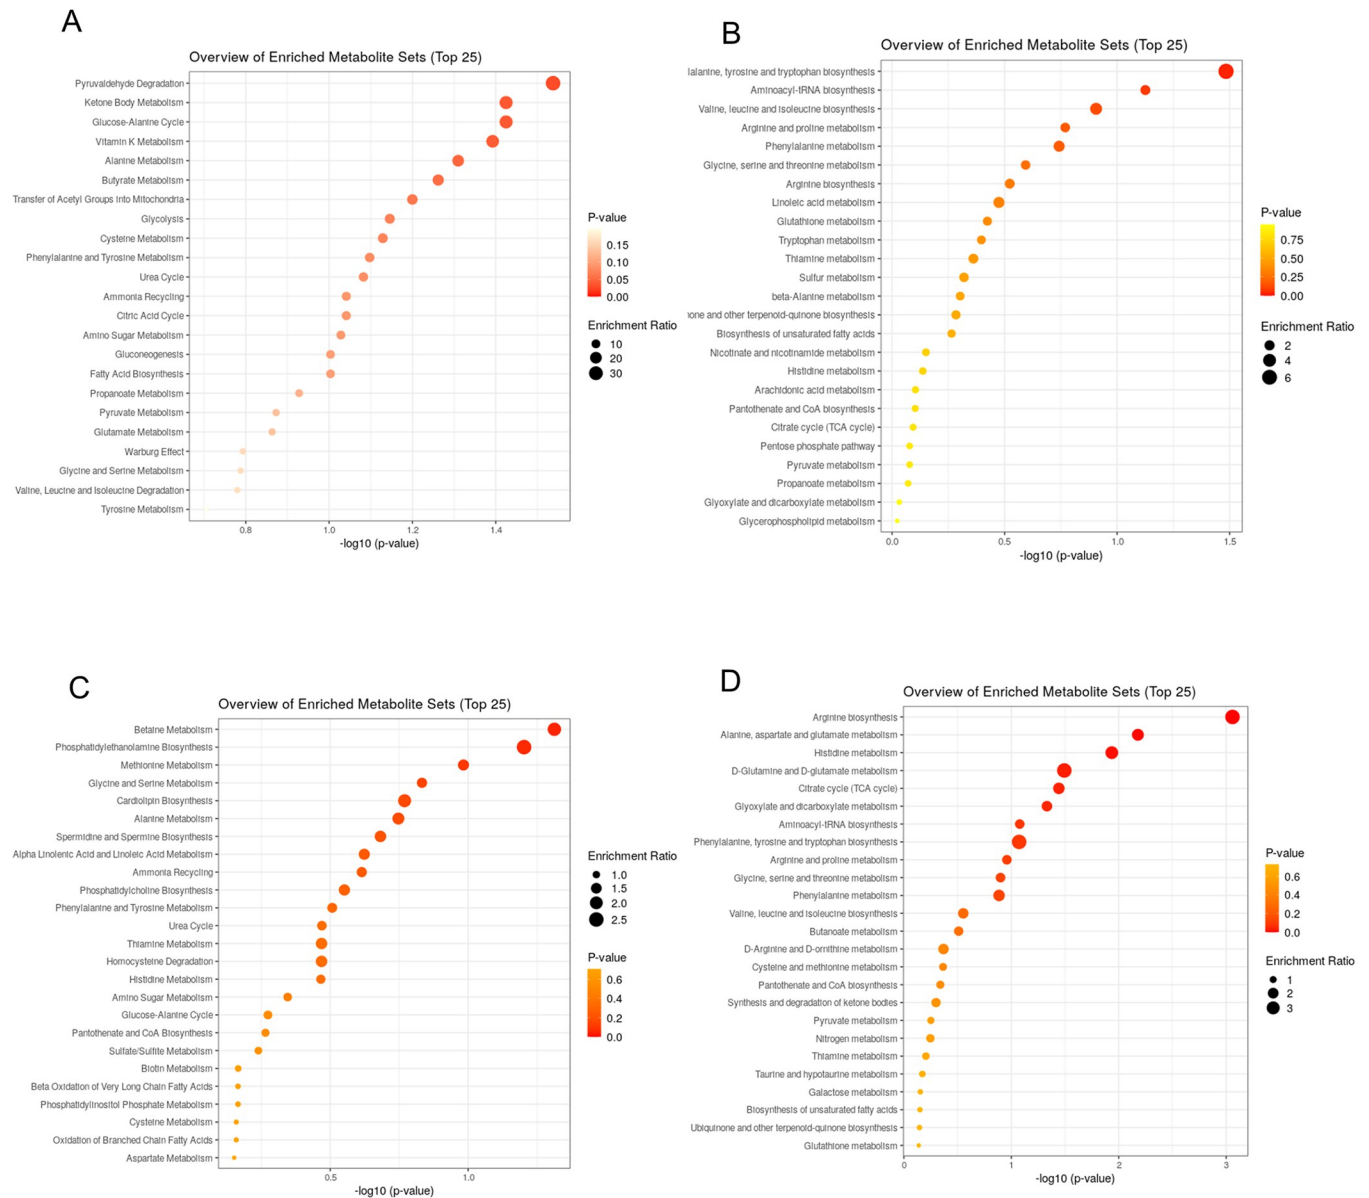 A
Overview of Enriched Metabolite Sets (Top 25)
Pyruvaldehyde Degradation
Ketone Body Metabolism
Glucose-Alanine Cycle
Vitamin K Metabolism
Alanine Metabolism
Butyrate Metabolism
Transfer of Acetyl Groups into Mitochondria
Glycolysis
Cysteine Metabolism
Phenylalanine and Tyrosine Metabolism
Urea Cycle
Ammonia Recycling
Citric Acid Cycle
Amino Sugar Metabolism
Gluconeogenesis
Fatty Acid Biosynthesis
Propanoate Metabolism
Pyruvate Metabolism
Glutamate Metabolism
Warburg Effect
Glycine and Serine Metabolism
Valine, Leucine and Isoleucine Degradation
Tyrosine Metabolism
0.8 1.0 1.2 1.4
-log10 (p-value)
P-value
0.15
0.10
0.05
0.00
Enrichment Ratio
10
20
30
B
Overview of Enriched Metabolite Sets (Top 25)
lalanine, tyrosine and tryptophan biosynthesis
Aminoacyl-tRNA biosynthesis
Valine, leucine and isoleucine biosynthesis
Arginine and proline metabolism
Phenylalanine metabolism
Glycine, serine and threonine metabolism
Arginine biosynthesis
Linoleic acid metabolism
Glutathione metabolism
Tryptophan metabolism
Thiamine metabolism
Sulfur metabolism
beta-Alanine metabolism
none and other terpenoid-quinone biosynthesis
Biosynthesis of unsaturated fatty acids
Nicotinate and nicotinamide metabolism
Histidine metabolism
Arachidonic acid metabolism
Pantothenate and CoA biosynthesis
Citrate cycle (TCA cycle)
Pentose phosphate pathway
Pyruvate metabolism
Propanoate metabolism
Glyoxylate and dicarboxylate metabolism
Glycerophospholipid metabolism
0.0 0.5 1.0 1.5
-log10 (p-value)
P-value
0.75
0.50
0.25
0.00
Enrichment Ratio
2
4
6
C
Overview of Enriched Metabolite Sets (Top 25)
Betaine Metabolism
Phosphatidylethanolamine Biosynthesis
Methionine Metabolism
Glycine and Serine Metabolism
Cardiolipin Biosynthesis
Alanine Metabolism
Spermidine and Spermine Biosynthesis
Alpha Linolenic Acid and Linoleic Acid Metabolism
Ammonia Recycling
Phosphatidylcholine Biosynthesis
Phenylalanine and Tyrosine Metabolism
Urea Cycle
Thiamine Metabolism
Homocysteine Degradation
Histidine Metabolism
Amino Sugar Metabolism
Glucose-Alanine Cycle
Pantothenate and CoA Biosynthesis
Sulfate/Sulfite Metabolism
Biotin Metabolism
Beta Oxidation of Very Long Chain Fatty Acids
Phosphatidylinositol Phosphate Metabolism
Cysteine Metabolism
Oxidation of Branched Chain Fatty Acids
Aspartate Metabolism
0.5 1.0
-log10 (p-value)
Enrichment Ratio
1.0
1.5
2.0
2.5
P-value
0.6
0.4
0.2
0.0
D
Overview of Enriched Metabolite Sets (Top 25)
Arginine biosynthesis
Alanine, aspartate and glutamate metabolism
Histidine metabolism
D-Glutamine and D-glutamate metabolism
Citrate cycle (TCA cycle)
Glyoxylate and dicarboxylate metabolism
Aminoacyl-tRNA biosynthesis
Phenylalanine, tyrosine and tryptophan biosynthesis
Arginine and proline metabolism
Glycine, serine and threonine metabolism
Phenylalanine metabolism
Valine, leucine and isoleucine biosynthesis
Butanoate metabolism
D-Arginine and D-ornithine metabolism
Cysteine and methionine metabolism
Pantothenate and CoA biosynthesis
Synthesis and degradation of ketone bodies
Pyruvate metabolism
Nitrogen metabolism
Thiamine metabolism
Taurine and hypotaurine metabolism
Galactose metabolism
Biosynthesis of unsaturated fatty acids
Ubiquinone and other terpenoid-quinone biosynthesis
Glutathione metabolism
0 1 2 3
-log10 (p-value)
P-value
0.6
0.4
0.2
0.0
Enrichment Ratio
1
2
3